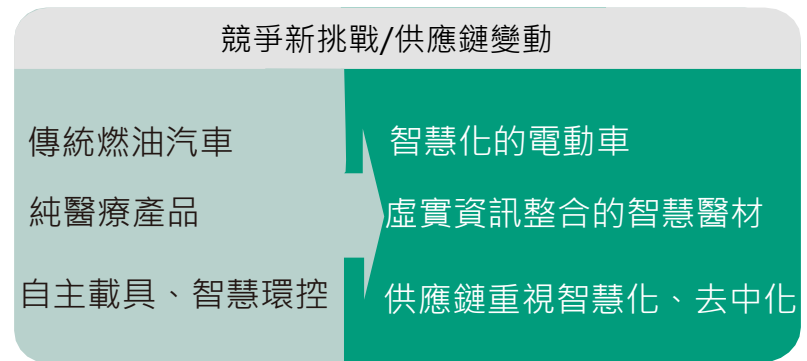 競爭新挑戰/供應鏈變動
傳統燃油汽車
智慧化的電動車
純醫療產品
虛實資訊整合的智慧醫材
自主載具、智慧環控
供應鏈重視智慧化、去中化